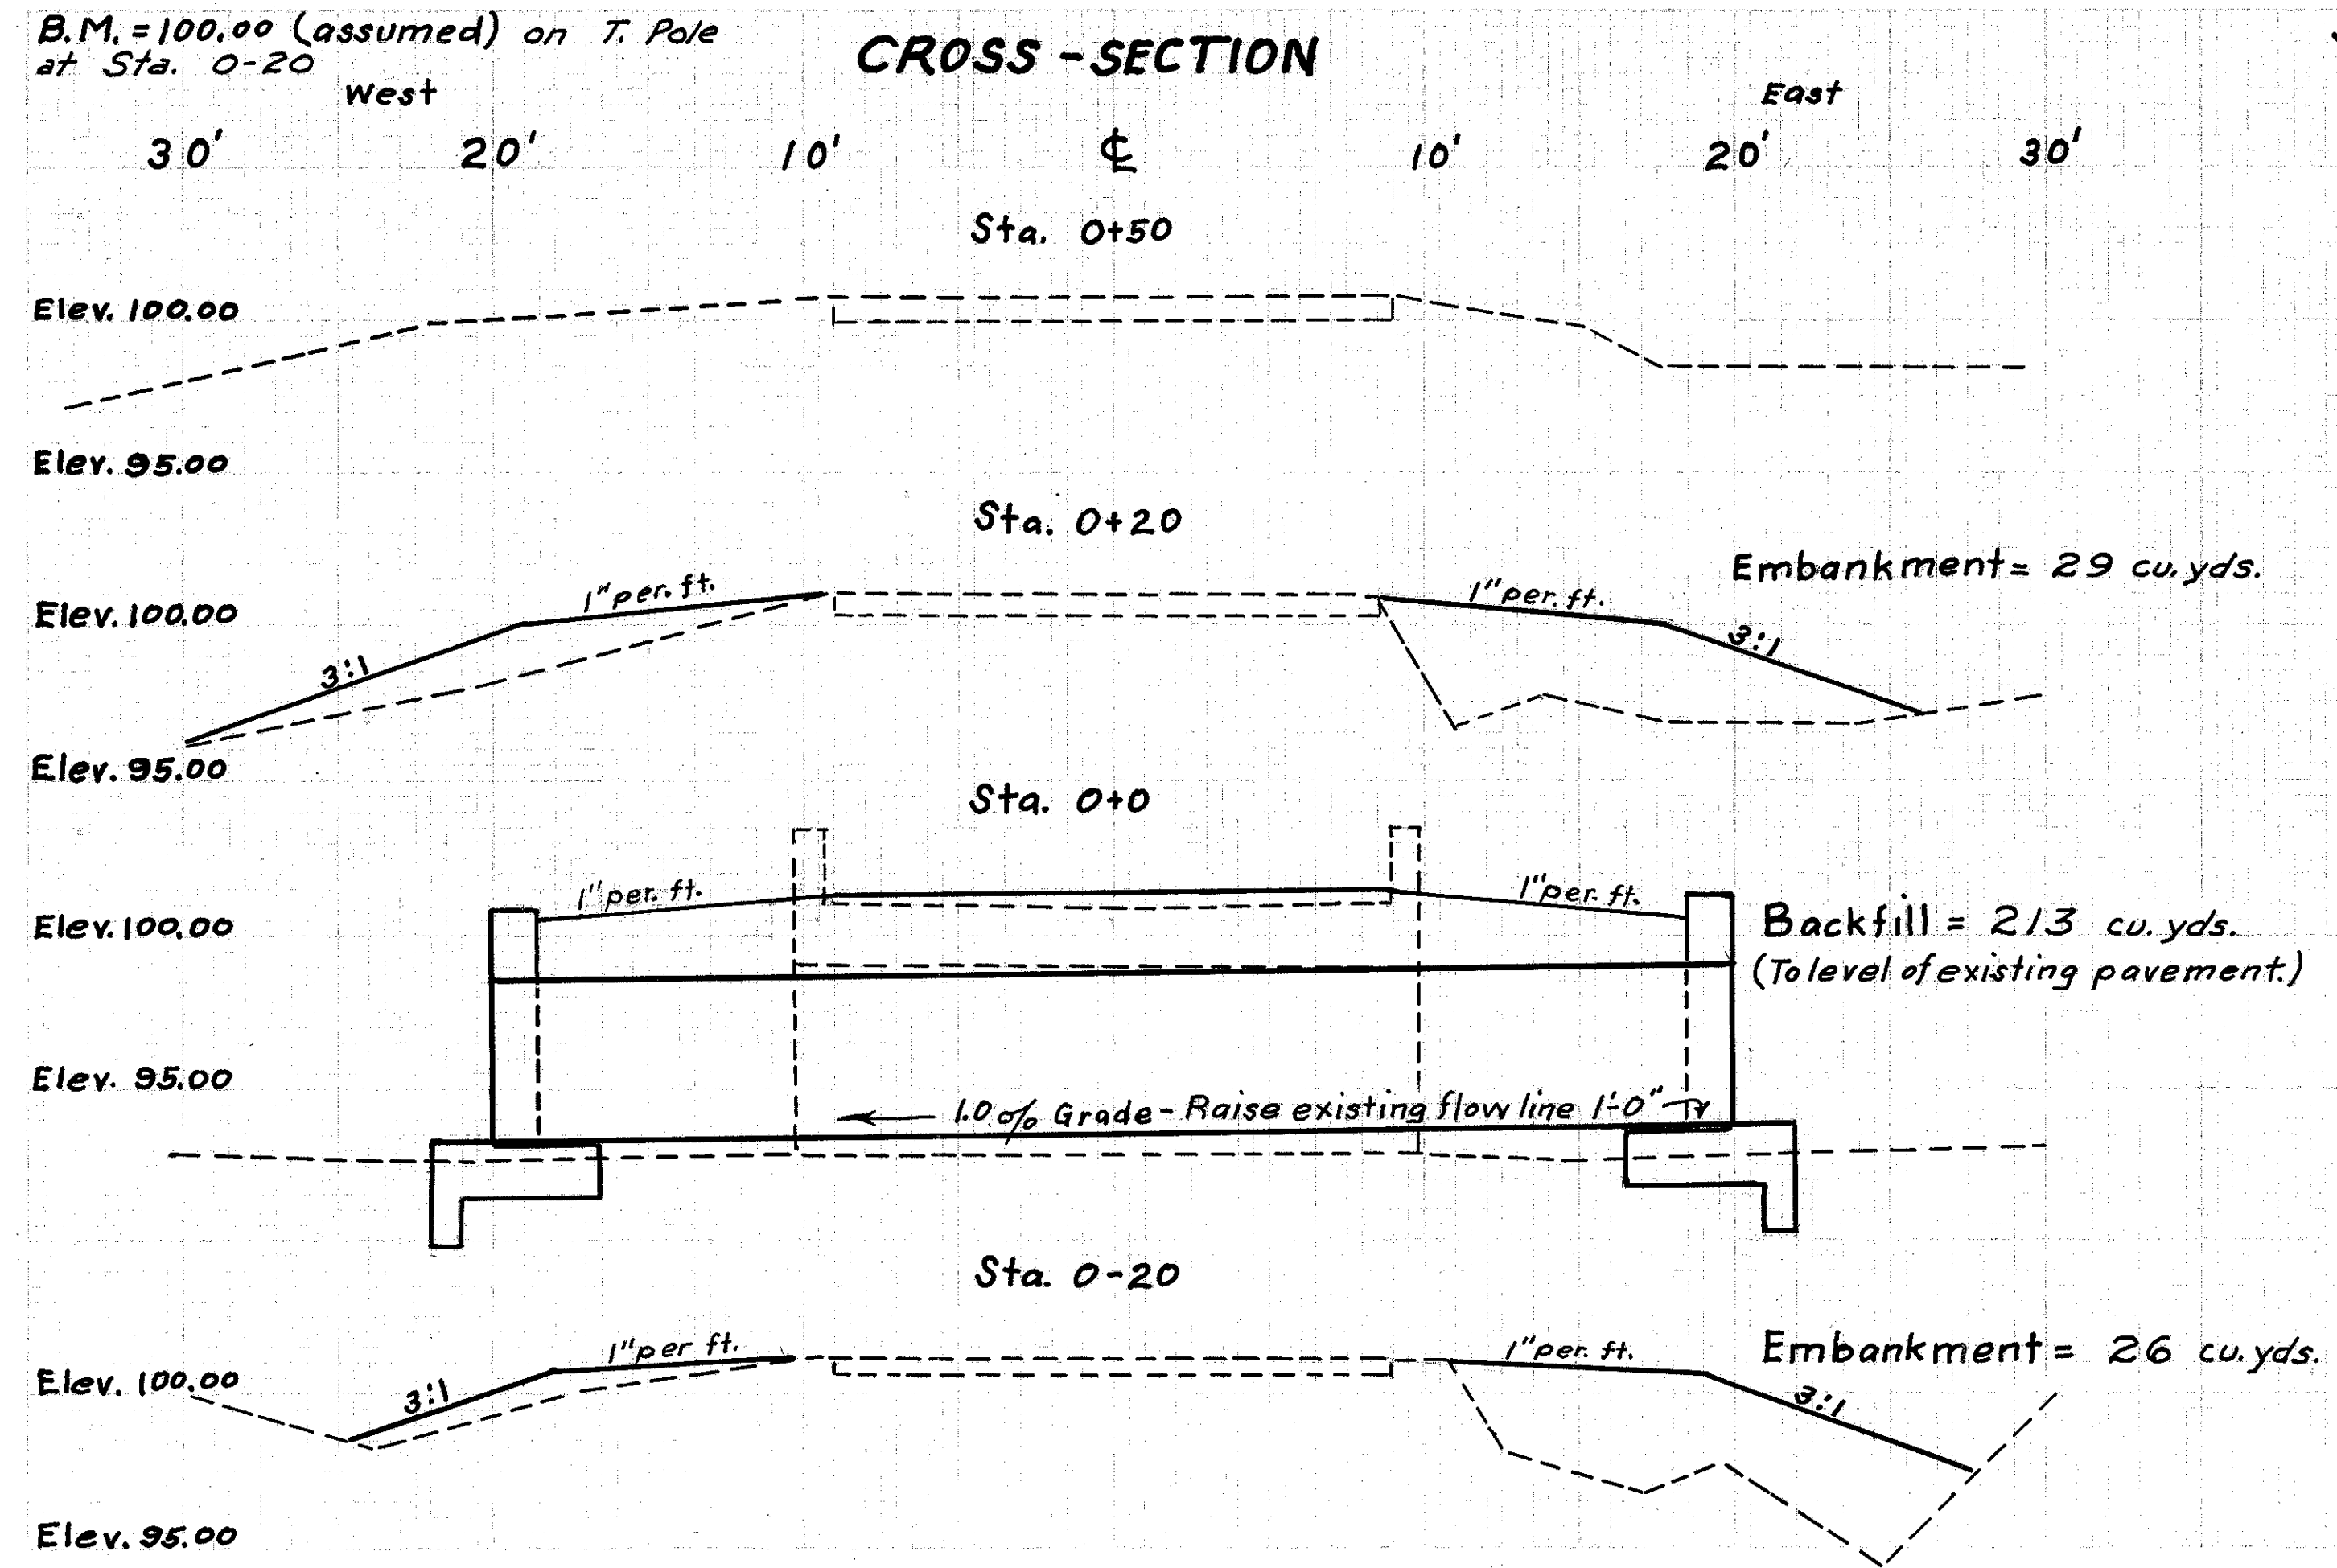 B.M. = 100.00 (assumed) on T. Pole
at Sta. 0-20
CROSS - SECTION
West
East
30' 20' 10' ℄ 10' 20' 30'
Sta. 0+50
Elev. 100.00
Elev. 95.00
Sta. 0+20
Embankment = 29 cu. yds.
Elev. 100.00
1" per. ft.
1" per. ft.
3:1
3:1
Elev. 95.00
Sta. 0+0
1" per. ft.
1" per. ft.
Elev. 100.00
Backfill = 213 cu. yds.
(To level of existing pavement.)
Elev. 95.00
1.0% Grade - Raise existing flow line 1'-0"
Sta. 0-20
1" per ft.
1" per. ft.
Embankment = 26 cu. yds.
Elev. 100.00
3:1
3:1
Elev. 95.00